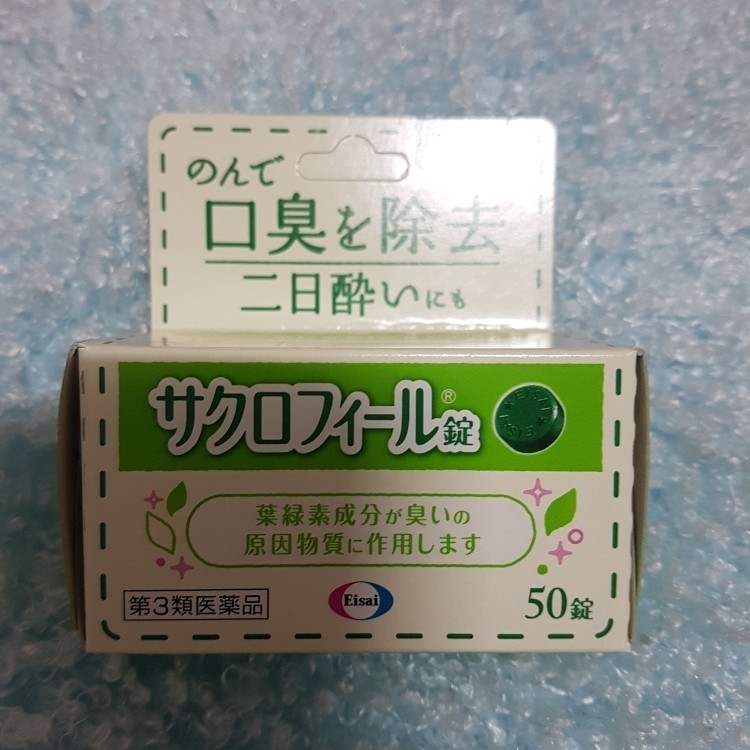 のんで
口臭を除去
二日酔いにも
サクロフィール®錠
EISAI
EISAI
葉緑素成分が臭いの
原因物質に作用します
第3類医薬品
Eisai
50錠